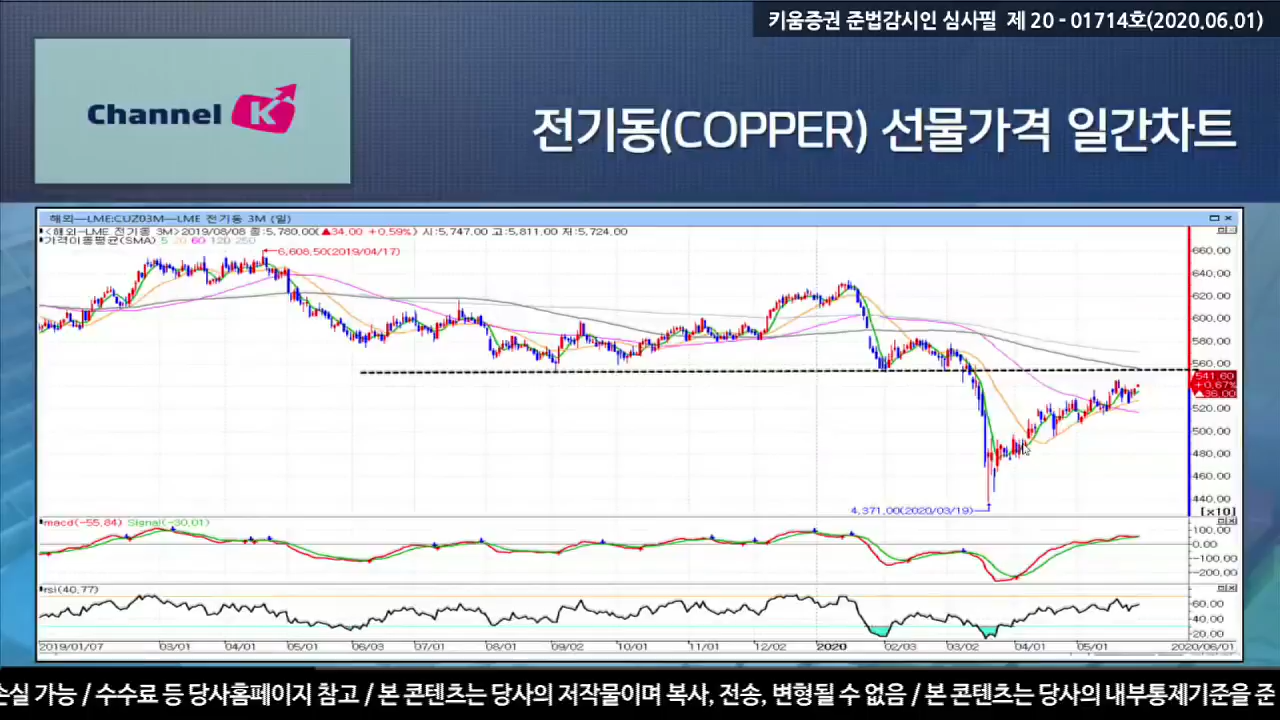 키움증권 준법감시인 심사필 제 20 - 01714호(2020.06.01)
Channel K
전기동(COPPER) 선물가격 일간차트
해외-LME:CUZ03M-LME 전기동 3M (일)
<해외-LME 전기동 3M>2019/08/08 종:5,780.00(▲34.00 +0.59%) 시:5,747.00 고:5,811.00 저:5,724.00
가격이동평균(SMA) 5 20 60 120 250
6,608.50(2019/04/17)
660.00
640.00
620.00
600.00
580.00
560.00
541.60
+0.67%
▲36.00
520.00
500.00
480.00
460.00
440.00
4,371.00(2020/03/19)
[x10]
macd(-55.84) Signal(-30.01)
100.00
0.00
-100.00
-200.00
rsi(40.77)
60.00
40.00
20.00
2019/01/07 03/01 04/01 05/01 06/03 07/01 08/01 09/02 10/01 11/01 12/02 2020 02/03 03/02 04/01 05/01 2020/06/01
손실 가능 / 수수료 등 당사홈페이지 참고 / 본 콘텐츠는 당사의 저작물이며 복사, 전송, 변형될 수 없음 / 본 콘텐츠는 당사의 내부통제기준을 준